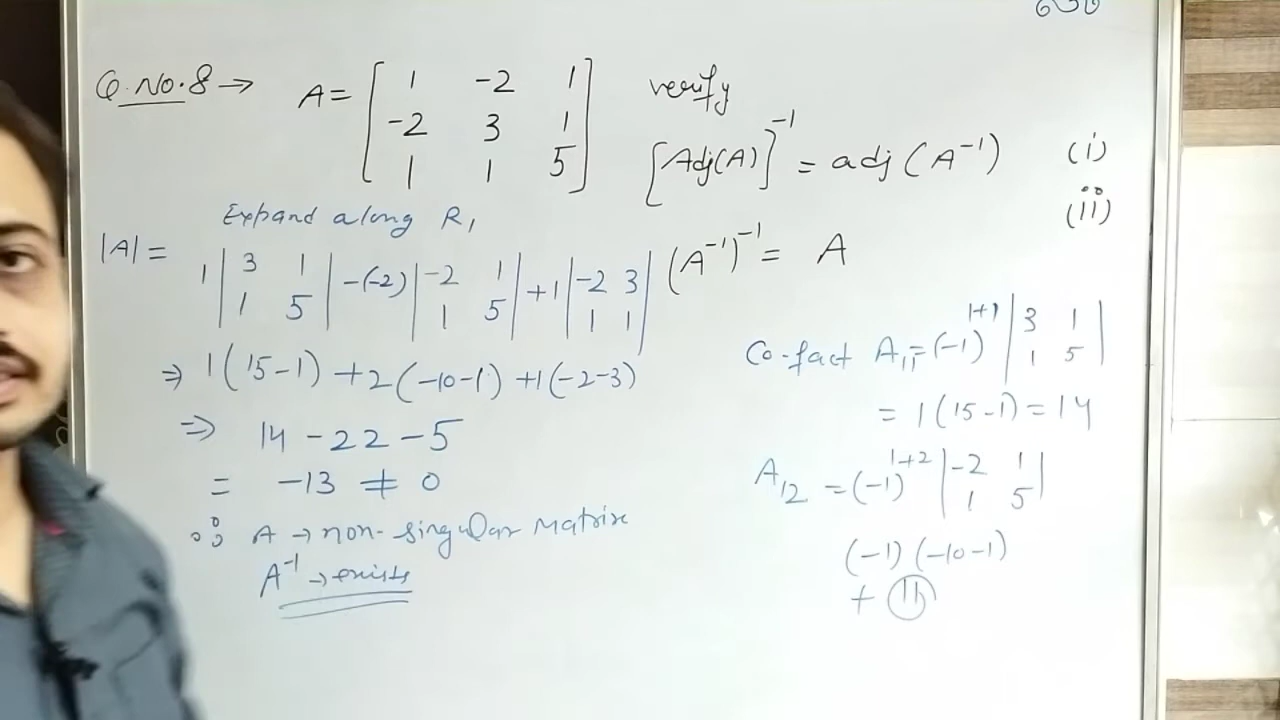 Q.No.8 → A = [ 1 -2 1 verify
-2 3 1
1 1 5 ] [Adj(A)]⁻¹ = adj(A⁻¹) (i)
Expand along R₁ (ii)
|A| = 1 | 3 1 | -(-2) | -2 1 | +1 | -2 3 | (A⁻¹)⁻¹ = A
| 1 5 | | 1 5 | | 1 1 |
⇒ 1(15-1) +2(-10-1) +1(-2-3)
⇒ 14 -22 -5
= -13 ≠ 0
∴ A → non-singular Matrix
A⁻¹ → exists
Co-fact A₁₁ = (-1)¹⁺¹ | 3 1 |
| 1 5 |
= 1(15-1) = 14
A₁₂ = (-1)¹⁺² | -2 1 |
| 1 5 |
(-1)(-10-1)
+ 11